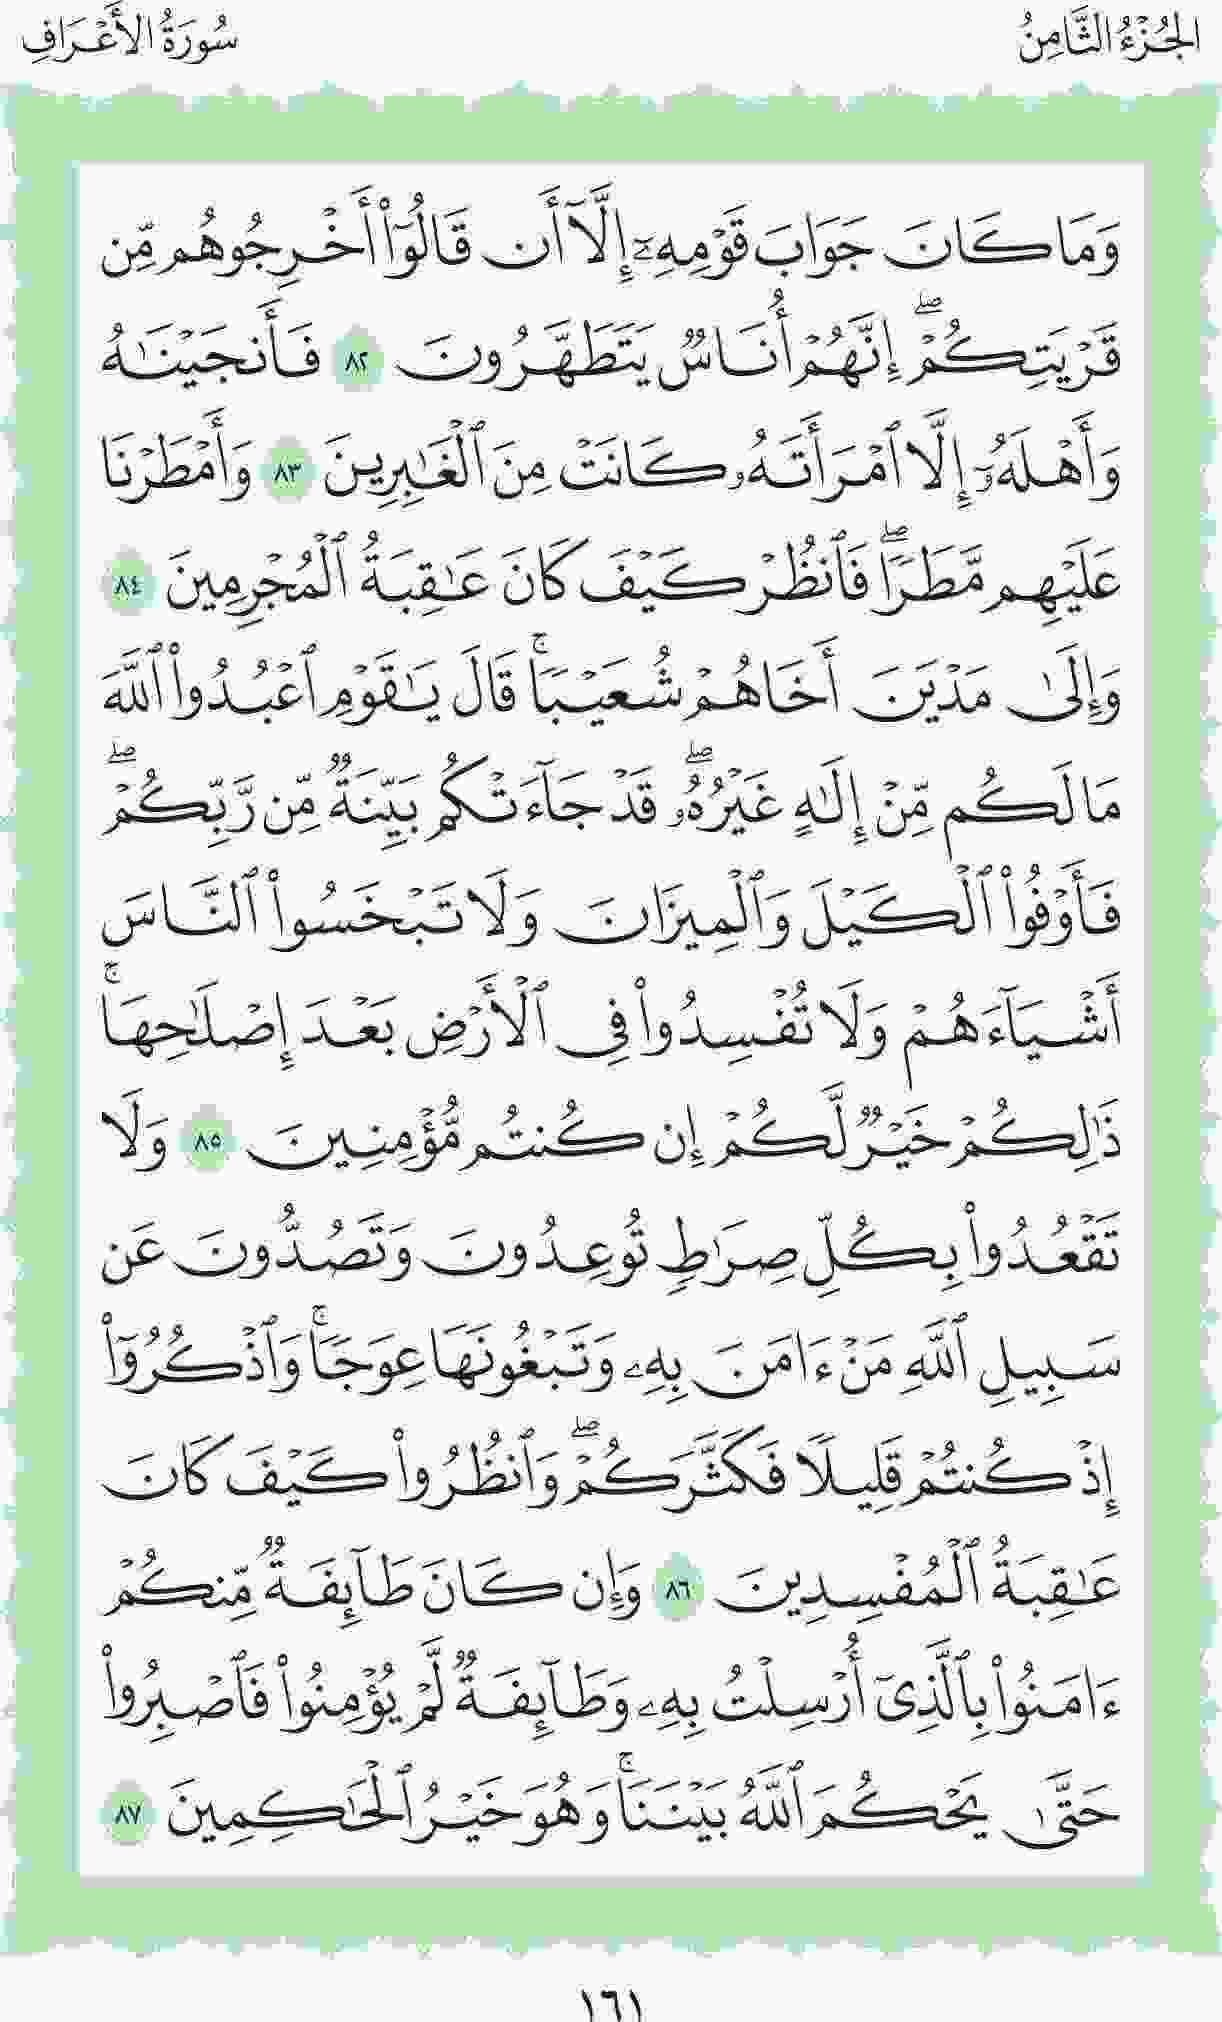 الجُزْءُ الثَّامِنُ
سُورَةُ الأَعْرَافِ
وَمَا كَانَ جَوَابَ قَوْمِهِۦٓ إِلَّآ أَن قَالُوٓا۟ أَخْرِجُوهُم مِّن
قَرْيَتِكُمْ ۖ إِنَّهُمْ أُنَاسٌ يَتَطَهَّرُونَ ٨٢ فَأَنجَيْنَـٰهُ
وَأَهْلَهُۥٓ إِلَّا ٱمْرَأَتَهُۥ كَانَتْ مِنَ ٱلْغَـٰبِرِينَ ٨٣ وَأَمْطَرْنَا
عَلَيْهِم مَّطَرًا ۖ فَٱنظُرْ كَيْفَ كَانَ عَـٰقِبَةُ ٱلْمُجْرِمِينَ ٨٤
وَإِلَىٰ مَدْيَنَ أَخَاهُمْ شُعَيْبًا ۚ قَالَ يَـٰقَوْمِ ٱعْبُدُوا۟ ٱللَّهَ
مَا لَكُم مِّنْ إِلَـٰهٍ غَيْرُهُۥ ۖ قَدْ جَآءَتْكُم بَيِّنَةٌ مِّن رَّبِّكُمْ ۖ
فَأَوْفُوا۟ ٱلْكَيْلَ وَٱلْمِيزَانَ وَلَا تَبْخَسُوا۟ ٱلنَّاسَ
أَشْيَآءَهُمْ وَلَا تُفْسِدُوا۟ فِى ٱلْأَرْضِ بَعْدَ إِصْلَـٰحِهَا ۚ
ذَٰلِكُمْ خَيْرٌ لَّكُمْ إِن كُنتُم مُّؤْمِنِينَ ٨٥ وَلَا
تَقْعُدُوا۟ بِكُلِّ صِرَٰطٍ تُوعِدُونَ وَتَصُدُّونَ عَن
سَبِيلِ ٱللَّهِ مَنْ ءَامَنَ بِهِۦ وَتَبْغُونَهَا عِوَجًا ۚ وَٱذْكُرُوٓا۟
إِذْ كُنتُمْ قَلِيلًا فَكَثَّرَكُمْ ۖ وَٱنظُرُوا۟ كَيْفَ كَانَ
عَـٰقِبَةُ ٱلْمُفْسِدِينَ ٨٦ وَإِن كَانَ طَآئِفَةٌ مِّنكُمْ
ءَامَنُوا۟ بِٱلَّذِىٓ أُرْسِلْتُ بِهِۦ وَطَآئِفَةٌ لَّمْ يُؤْمِنُوا۟ فَٱصْبِرُوا۟
حَتَّىٰ يَحْكُمَ ٱللَّهُ بَيْنَنَا ۚ وَهُوَ خَيْرُ ٱلْحَـٰكِمِينَ ٨٧
١٦١